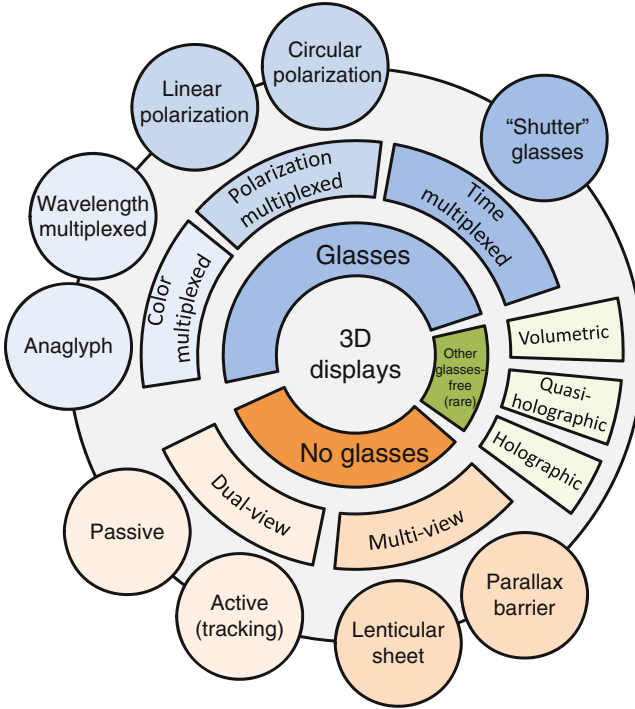 Circular
polarization
Linear
polarization
"Shutter"
glasses
Wavelength
multiplexed
Anaglyph
Polarization
multiplexed
Time
multiplexed
Color
multiplexed
Glasses
3D
displays
Other
glasses-
free
(rare)
Volumetric
Quasi-
holographic
Holographic
No glasses
Dual-view
Multi-view
Passive
Active
(tracking)
Lenticular
sheet
Parallax
barrier